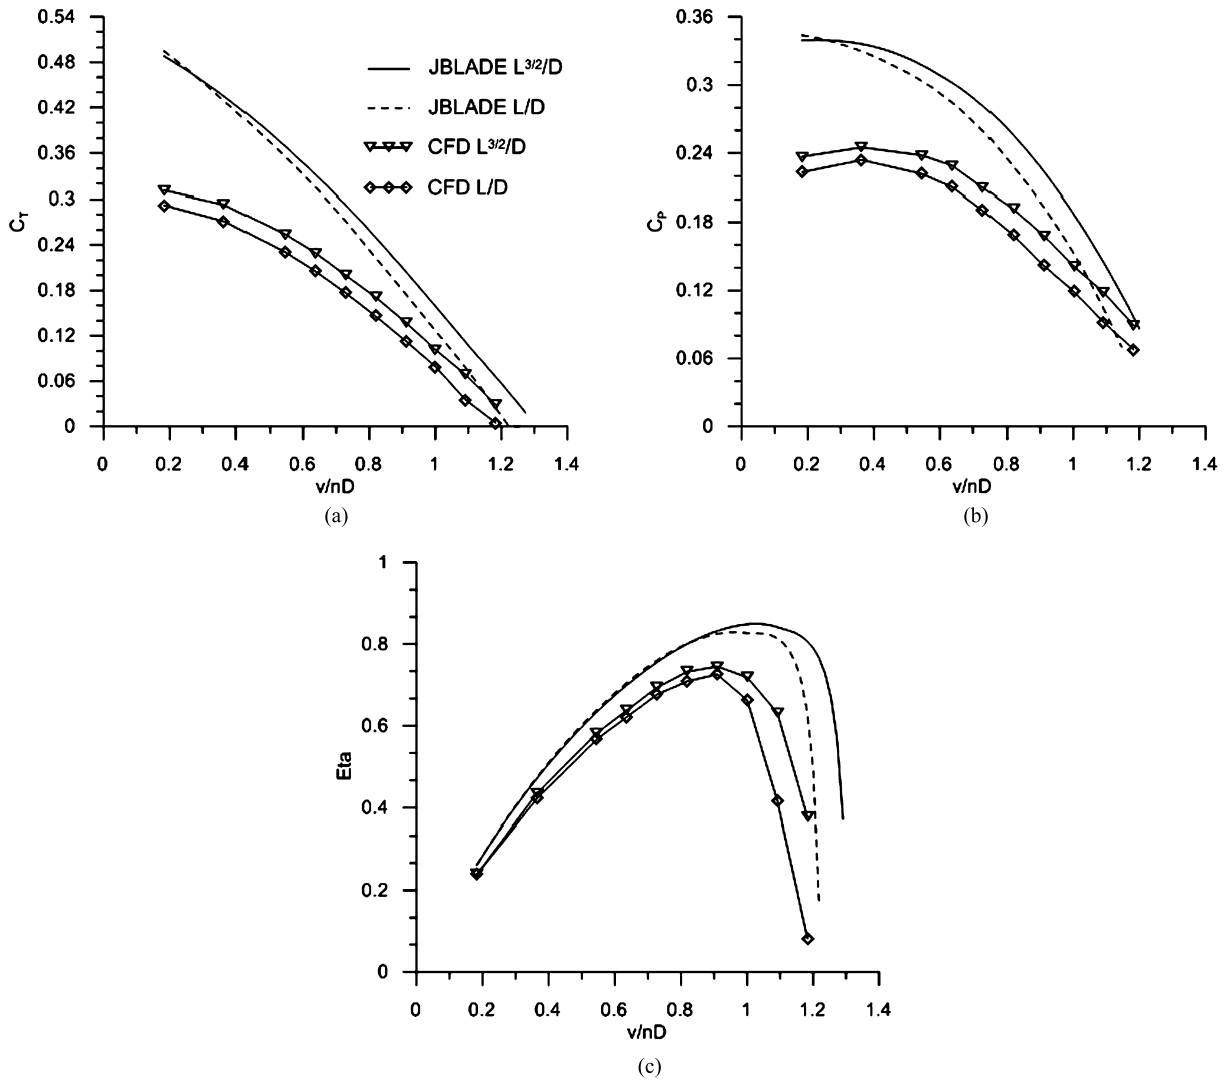 0.54
0.48
0.42
0.36
0.3
0.24
0.18
0.12
0.06
0
C_T
0 0.2 0.4 0.6 0.8 1 1.2 1.4
v/nD
(a)
JBLADE L^3/2/D
JBLADE L/D
CFD L^3/2/D
CFD L/D
0.36
0.3
0.24
0.18
0.12
0.06
0
C_P
0 0.2 0.4 0.6 0.8 1 1.2 1.4
v/nD
(b)
1
0.8
0.6
0.4
0.2
0
Eta
0 0.2 0.4 0.6 0.8 1 1.2 1.4
v/nD
(c)